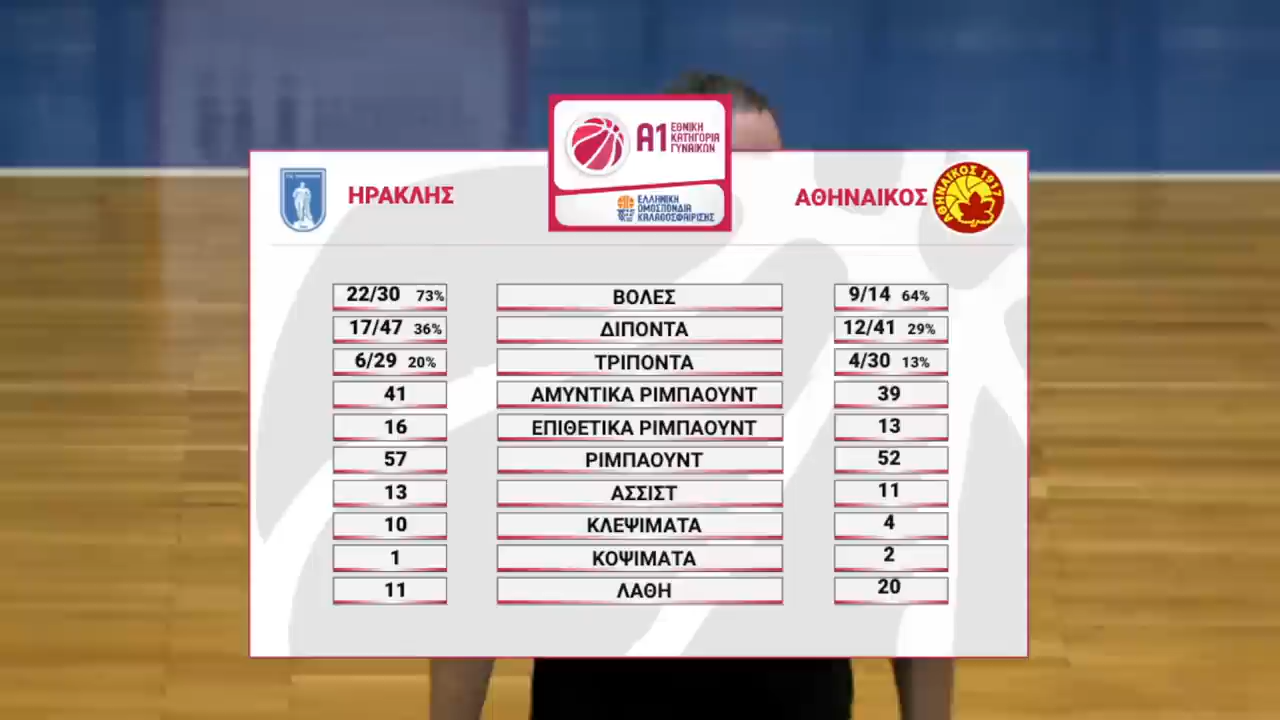 Α1 ΕΘΝΙΚΗ
ΚΑΤΗΓΟΡΙΑ
ΓΥΝΑΙΚΩΝ
ΕΛΛΗΝΙΚΗ
ΟΜΟΣΠΟΝΔΙΑ
ΚΑΛΑΘΟΣΦΑΙΡΙΣΗΣ
ΗΡΑΚΛΗΣ
ΑΘΗΝΑΙΚΟΣ
ΑΘΗΝΑΙΚΟΣ 1917
22/30 73% ΒΟΛΕΣ 9/14 64%
17/47 36% ΔΙΠΟΝΤΑ 12/41 29%
6/29 20% ΤΡΙΠΟΝΤΑ 4/30 13%
41 ΑΜΥΝΤΙΚΑ ΡΙΜΠΑΟΥΝΤ 39
16 ΕΠΙΘΕΤΙΚΑ ΡΙΜΠΑΟΥΝΤ 13
57 ΡΙΜΠΑΟΥΝΤ 52
13 ΑΣΣΙΣΤ 11
10 ΚΛΕΨΙΜΑΤΑ 4
1 ΚΟΨΙΜΑΤΑ 2
11 ΛΑΘΗ 20